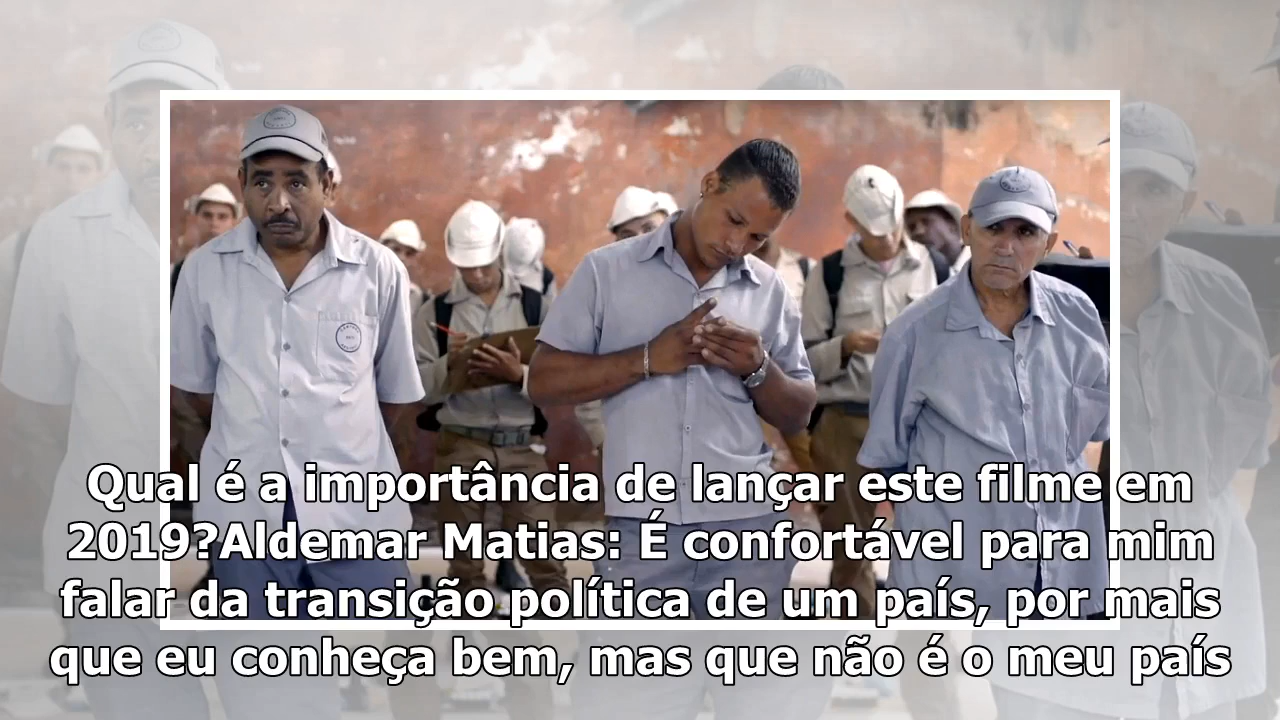 Qual é a importância de lançar este filme em
2019?Aldemar Matias: É confortável para mim
falar da transição política de um país, por mais
que eu conheça bem, mas que não é o meu país